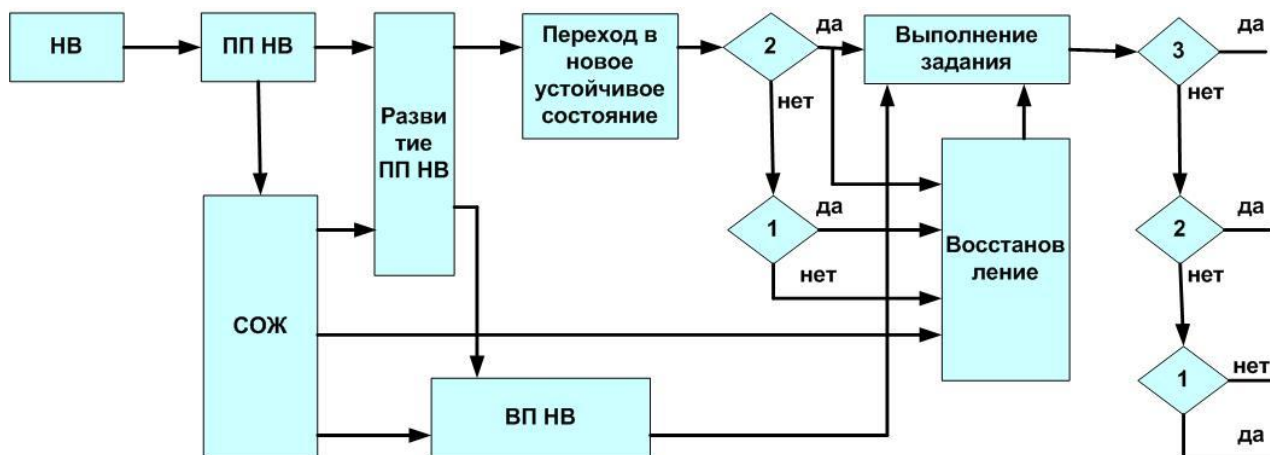 НВ
ПП НВ
Разви
тие
ПП НВ
Переход в
новое
устойчивое
состояние
2
да
нет
1
да
нет
Выполнение
задания
3
да
нет
2
да
нет
1
нет
да
Восстанов
ление
СОЖ
ВП НВ